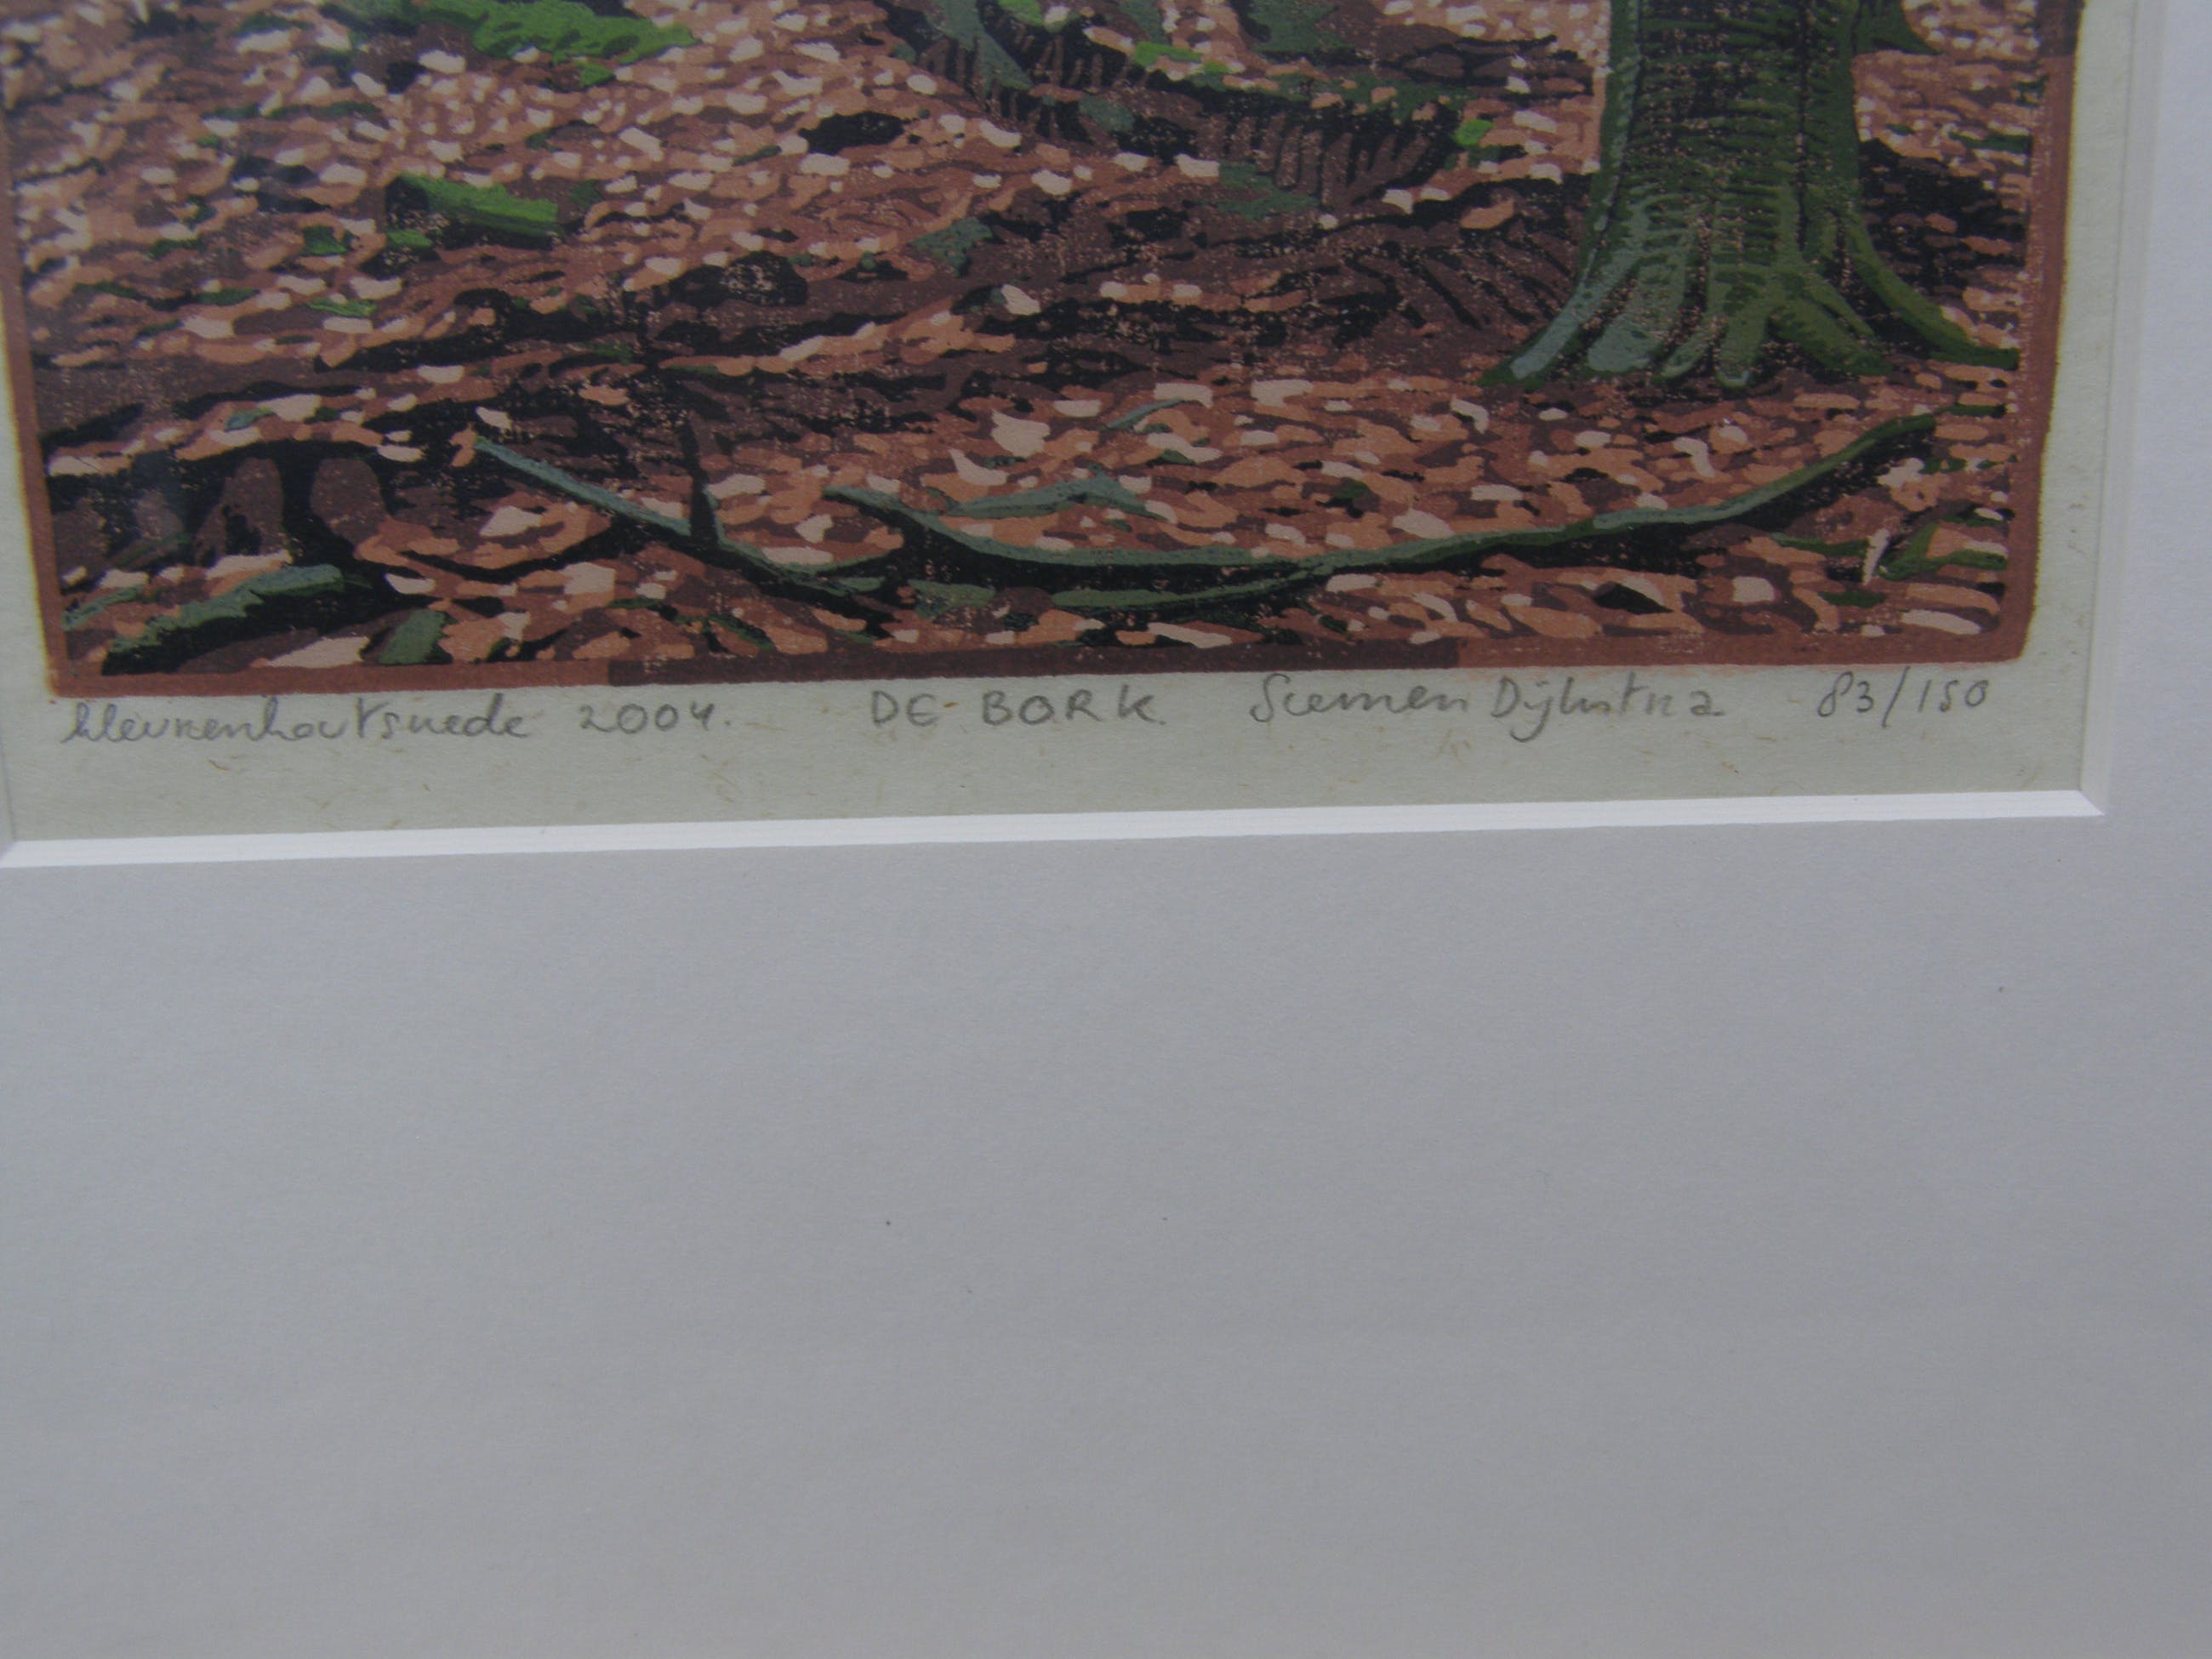 kleurenhoutsnede 2004. DE BORK. Siemen Dijkstra 83/150